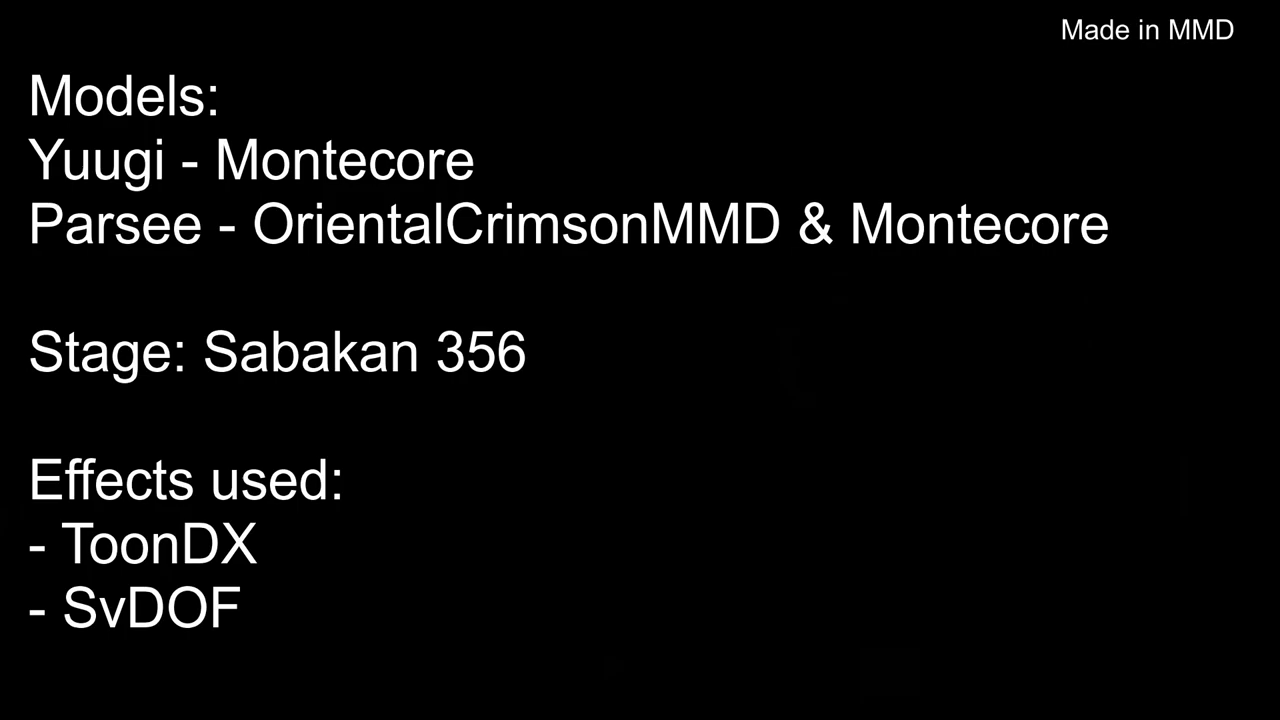 Made in MMD
Models:
Yuugi - Montecore
Parsee - OrientalCrimsonMMD & Montecore
Stage: Sabakan 356
Effects used:
- ToonDX
- SvDOF